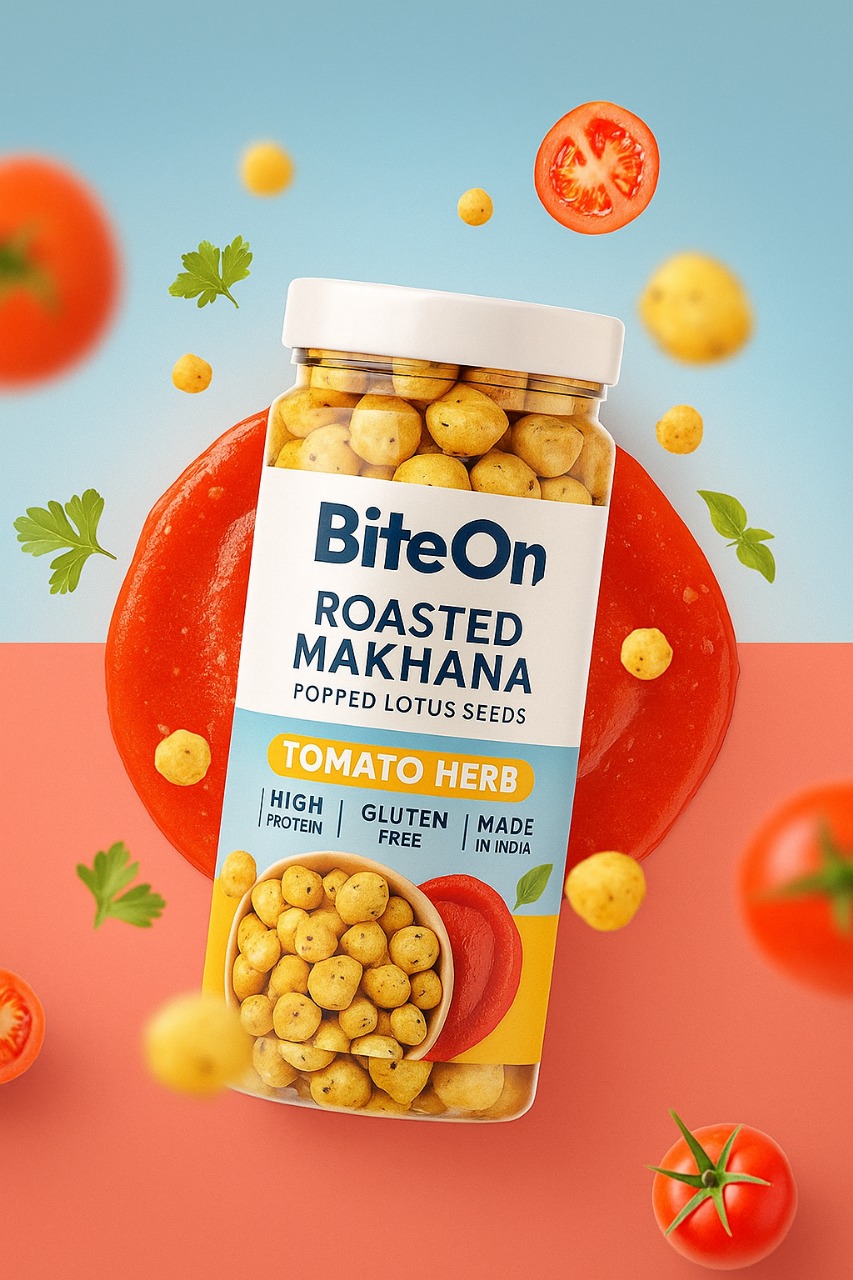 BiteOn
ROASTED
MAKHANA
POPPED LOTUS SEEDS
TOMATO HERB
HIGH PROTEIN
GLUTEN FREE
MADE IN INDIA